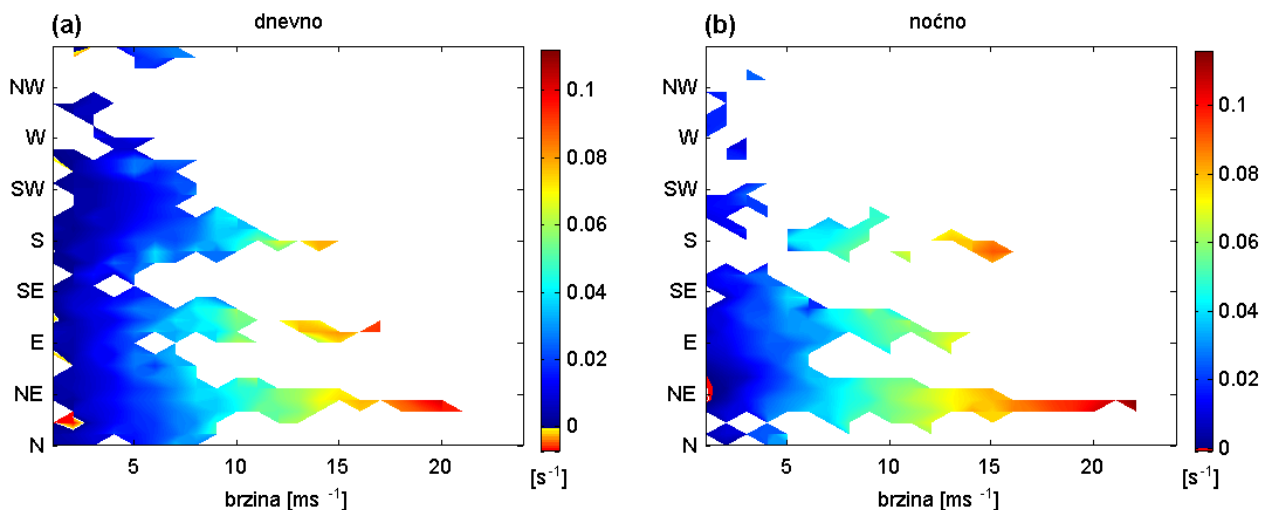 (a)
dnevno
NW
W
SW
S
SE
E
NE
N
5
10
15
20
brzina [ms -1]
0.1
0.08
0.06
0.04
0.02
0
[s-1]
(b)
noćno
NW
W
SW
S
SE
E
NE
N
5
10
15
20
brzina [ms -1]
0.1
0.08
0.06
0.04
0.02
0
[s-1]